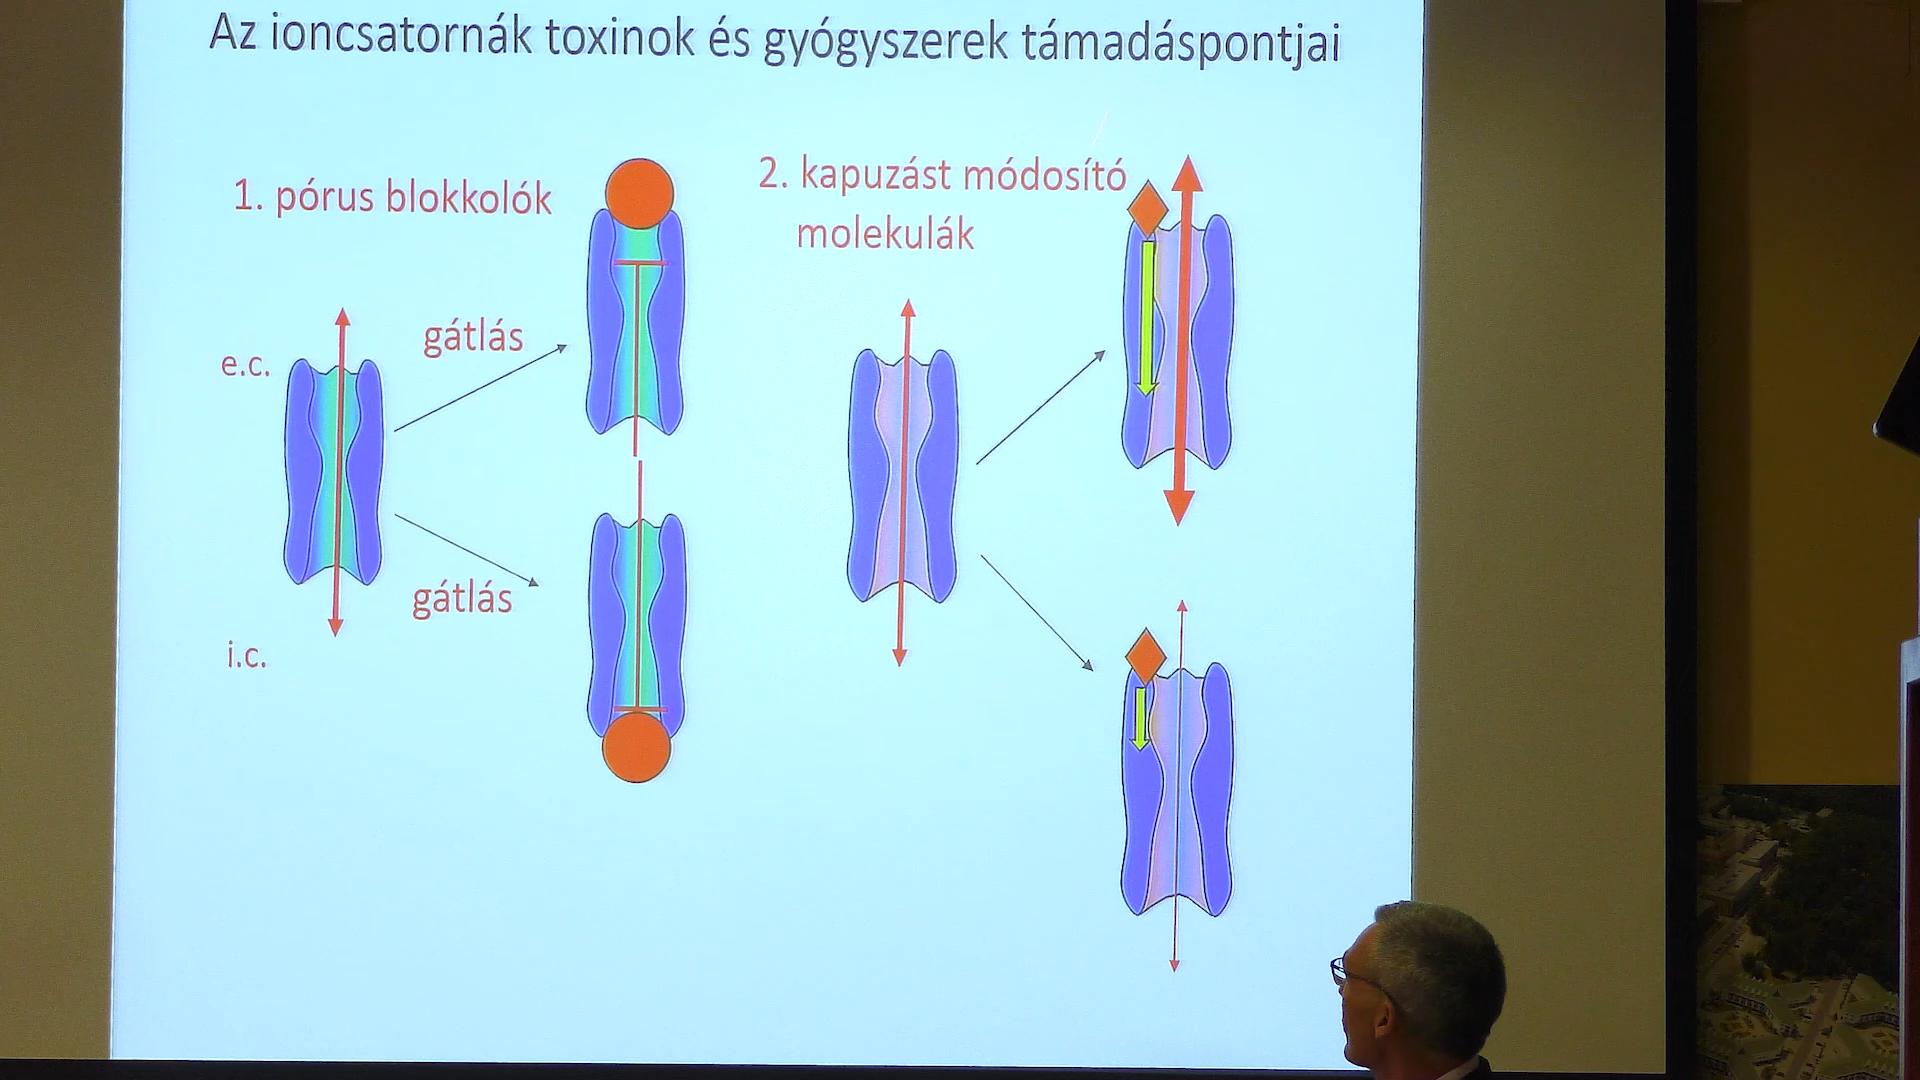 Az ioncsatornák toxinok és gyógyszerek támadáspontjai
1. pórus blokkolók
gátlás
e.c.
gátlás
i.c.
2. kapuzást módosító
molekulák